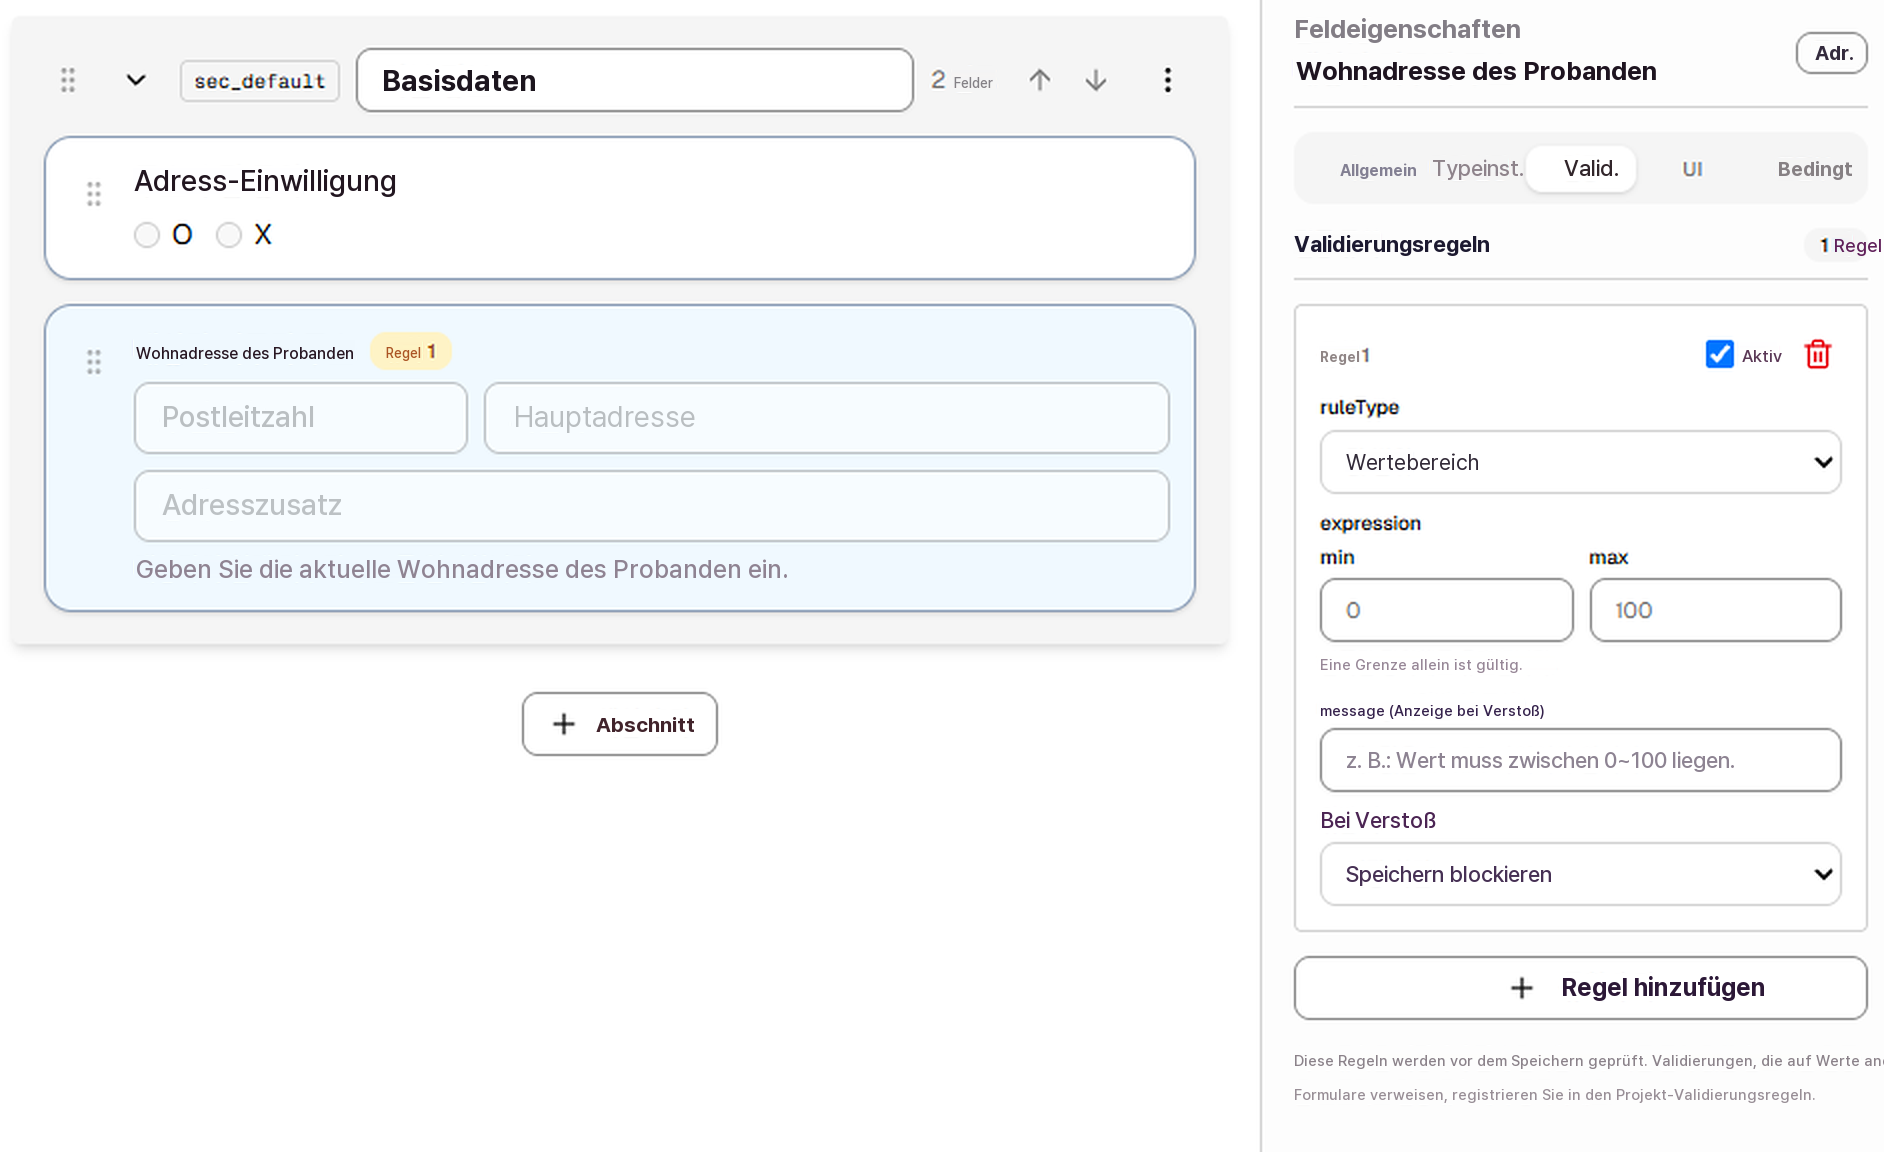 sec_default
Basisdaten
2 Felder
Adress-Einwilligung
O X
Wohnadresse des Probanden Regel 1
Postleitzahl Hauptadresse
Adresszusatz
Geben Sie die aktuelle Wohnadresse des Probanden ein.
+ Abschnitt
Feldeigenschaften
Wohnadresse des Probanden
Adr.
Allgemein Typeinst. Valid. UI Bedingt
Validierungsregeln 1 Regel
Regel1 Aktiv
ruleType
Wertebereich
expression
min max
0 100
Eine Grenze allein ist gültig.
message (Anzeige bei Verstoß)
z. B.: Wert muss zwischen 0~100 liegen.
Bei Verstoß
Speichern blockieren
+ Regel hinzufügen
Diese Regeln werden vor dem Speichern geprüft. Validierungen, die auf Werte
Formulare verweisen, registrieren Sie in den Projekt-Validierungsregeln.